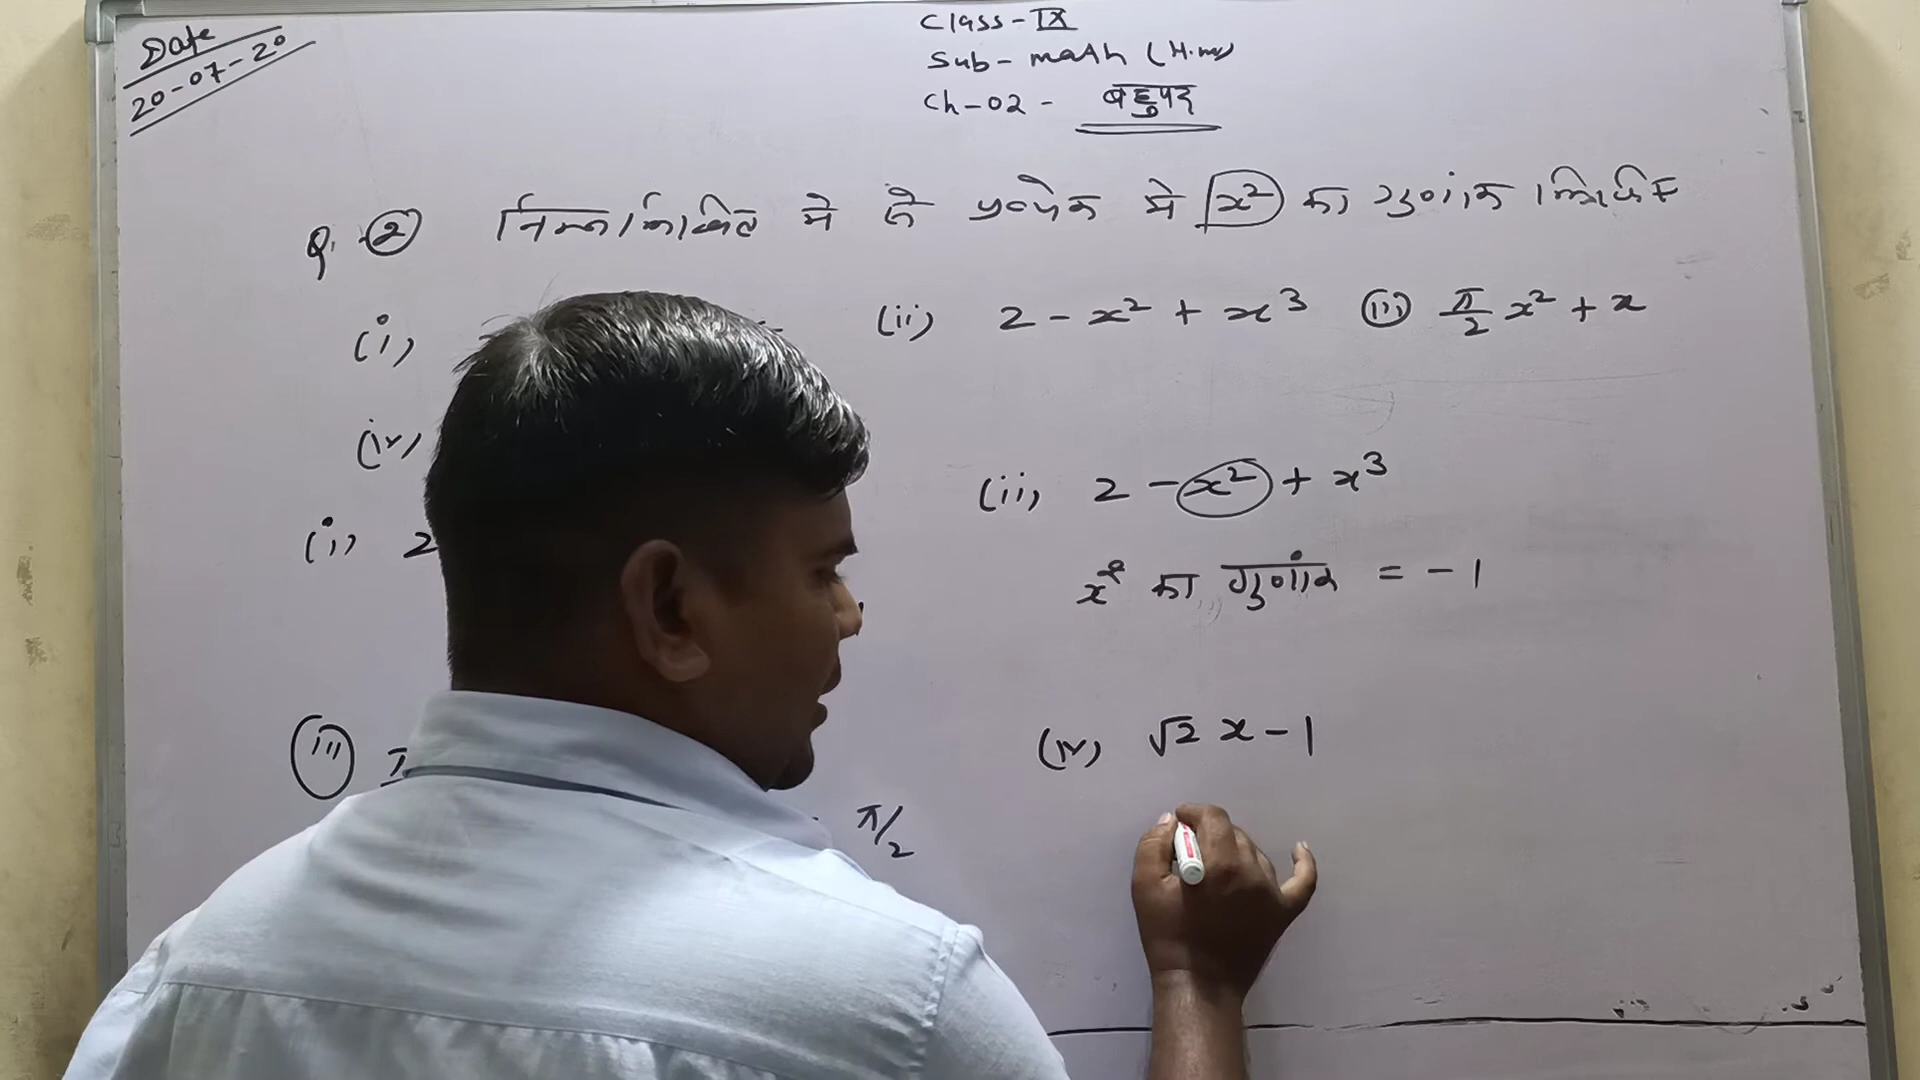 Date
20-07-20
Class-IX
Sub- math (Hin)
Ch-02- बहुपद
Q. 2 निम्नलिखित में से प्रत्येक में x² का गुणांक लिखिए
(i) (ii) 2 - x² + x³ (iii) π/2 x² + x
(iv)
(ii) 2 - x² + x³
(i) 2
x² का गुणांक = -1
(iii) π
(iv) √2 x - 1
π/2